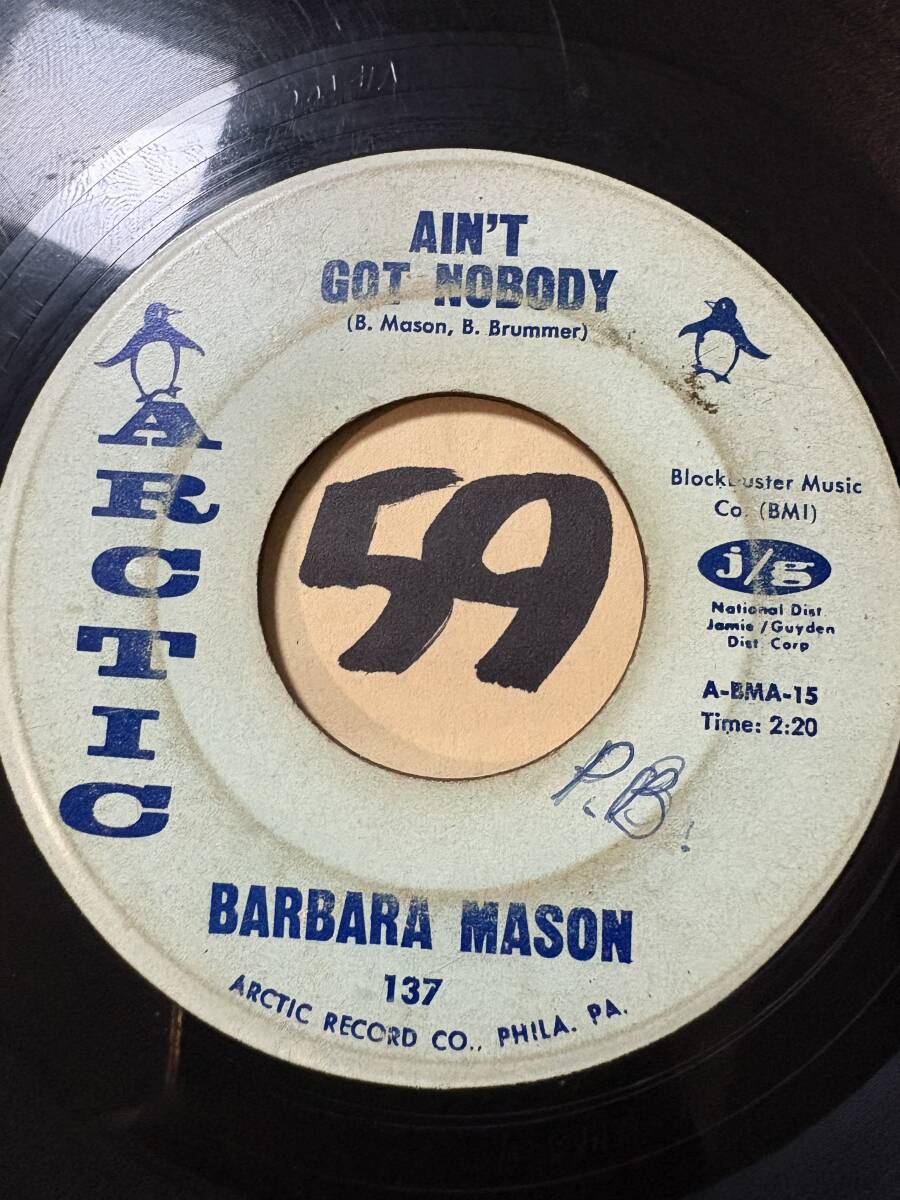 AIN'T
GOT NOBODY
(B. Mason, B. Brummer)
ARCTIC
59
Blockbuster Music
Co. (BMI)
j/g
National Dist.
Jamie/Guyden
Dist. Corp
A-BMA-15
Time: 2:20
P.B.
BARBARA MASON
137
ARCTIC RECORD CO., PHILA. PA.